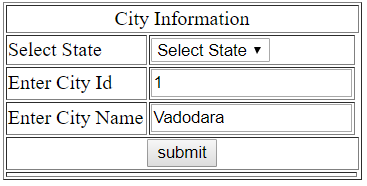 City Information
Select State Select State
Enter City Id 1
Enter City Name Vadodara
submit